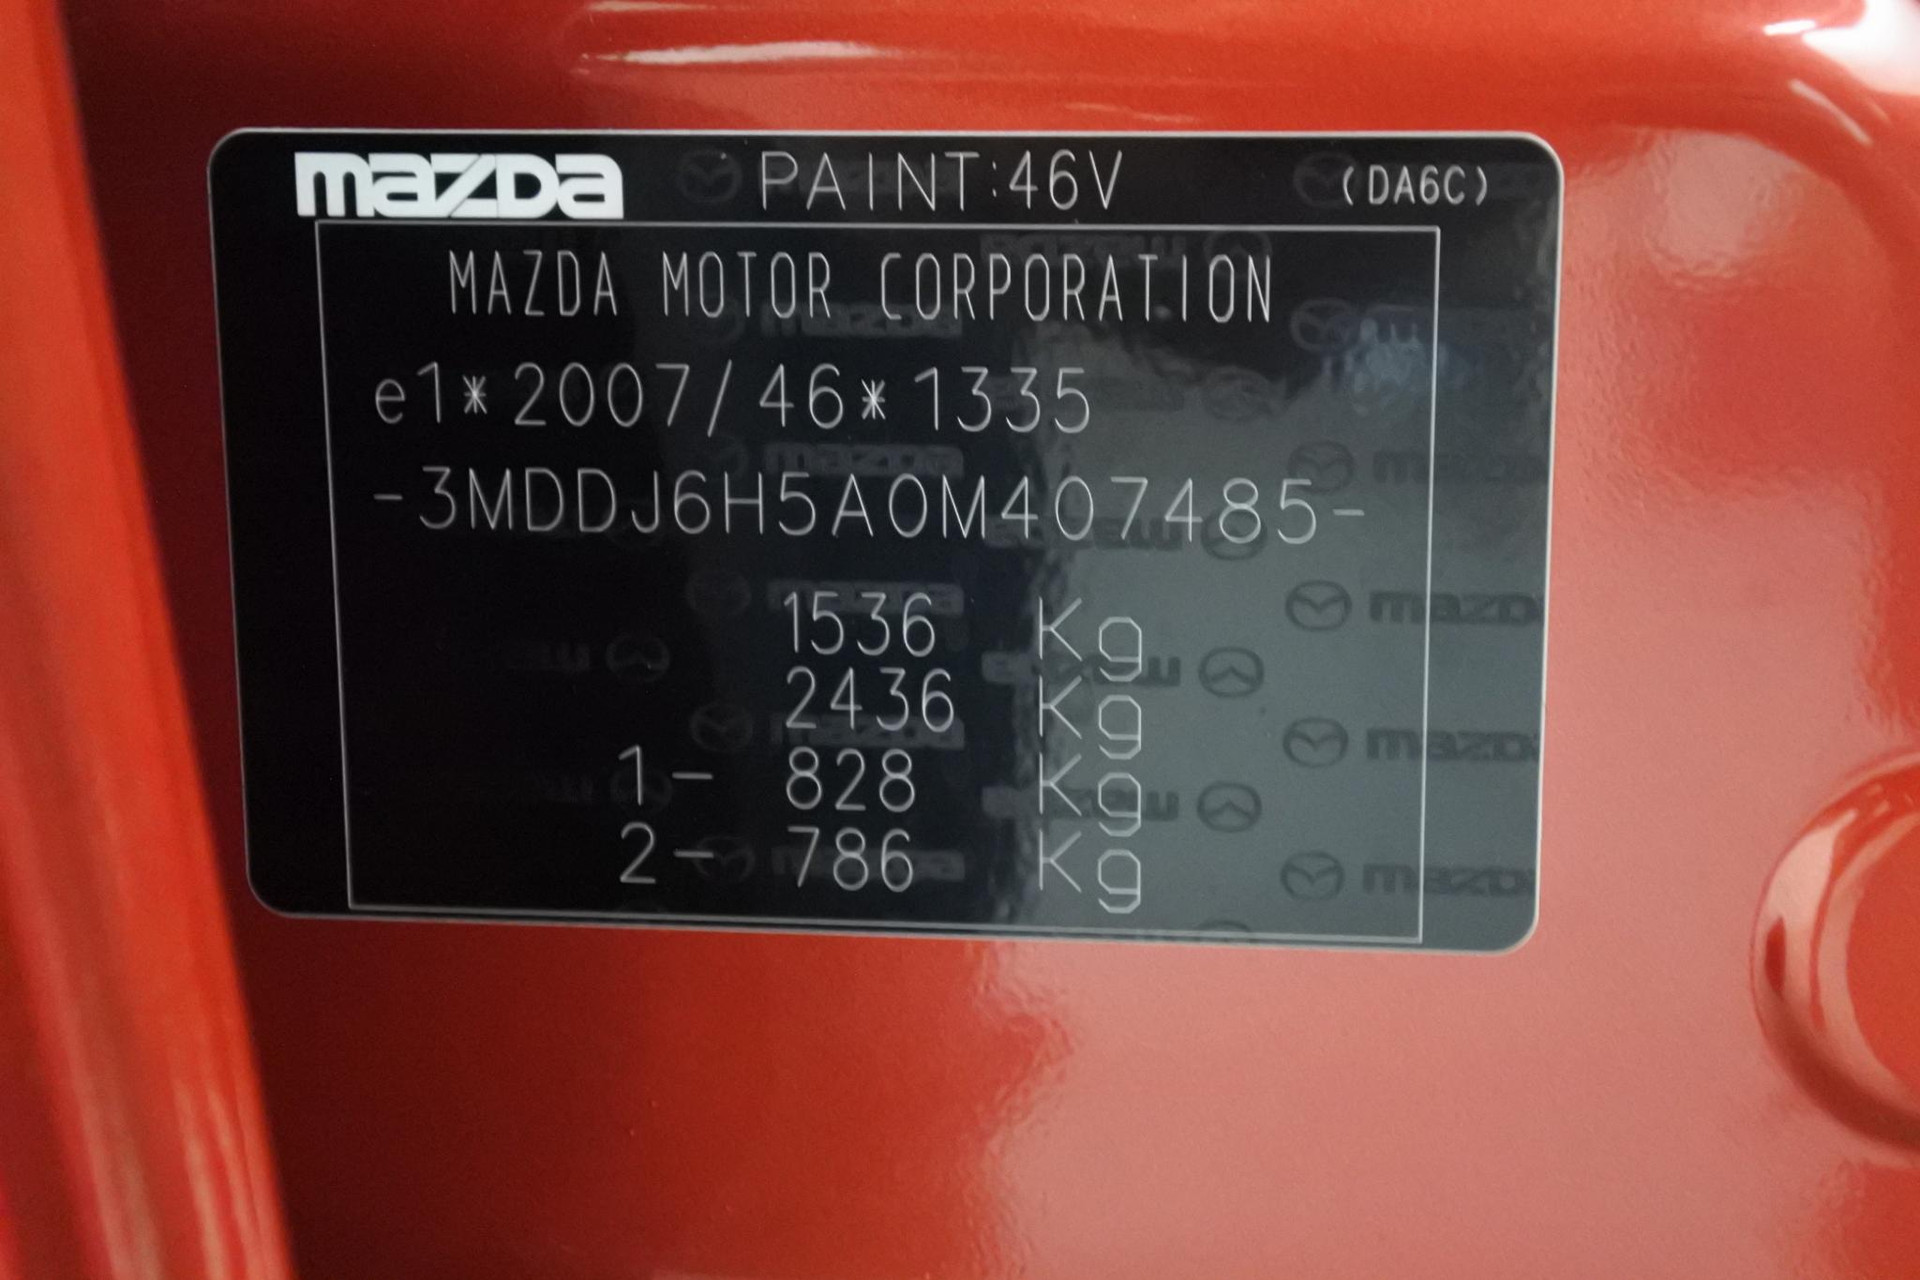 mazda PAINT:46V (DA6C)
MAZDA MOTOR CORPORATION
e1*2007/46*1335
-3MDDJ6H5A0M407485-
1536 Kg
2436 Kg
1- 828 Kg
2- 786 Kg